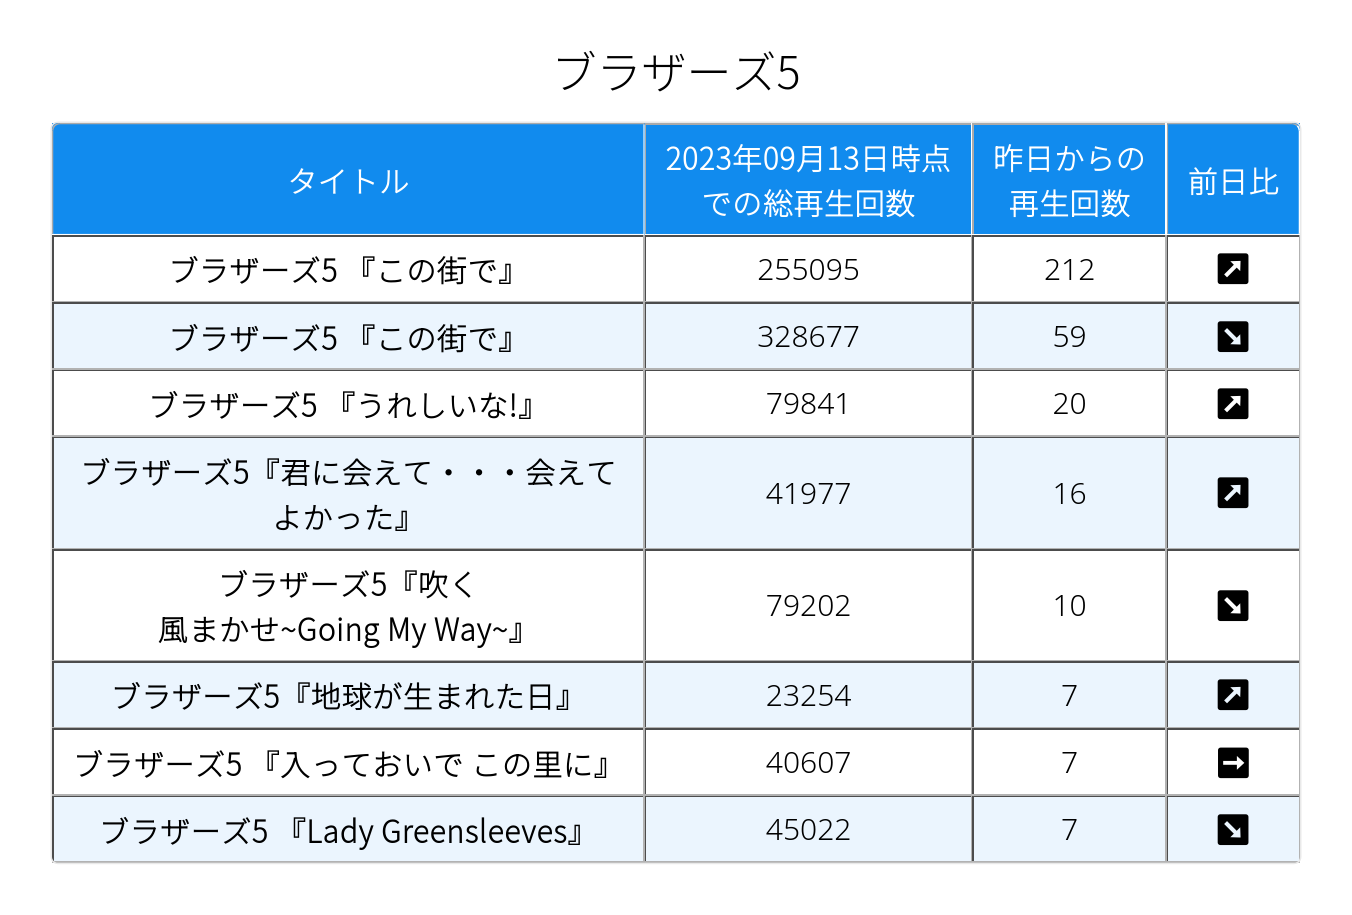 ブラザーズ5
タイトル
2023年09月13日時点
での総再生回数
昨日からの
再生回数
前日比
ブラザーズ5 『この街で』
255095
212
ブラザーズ5 『この街で』
328677
59
ブラザーズ5 『うれしいな!』
79841
20
ブラザーズ5『君に会えて・・・会えて
よかった』
41977
16
ブラザーズ5『吹く
風まかせ~Going My Way~』
79202
10
ブラザーズ5『地球が生まれた日』
23254
7
ブラザーズ5 『入っておいで この里に』
40607
7
ブラザーズ5 『Lady Greensleeves』
45022
7